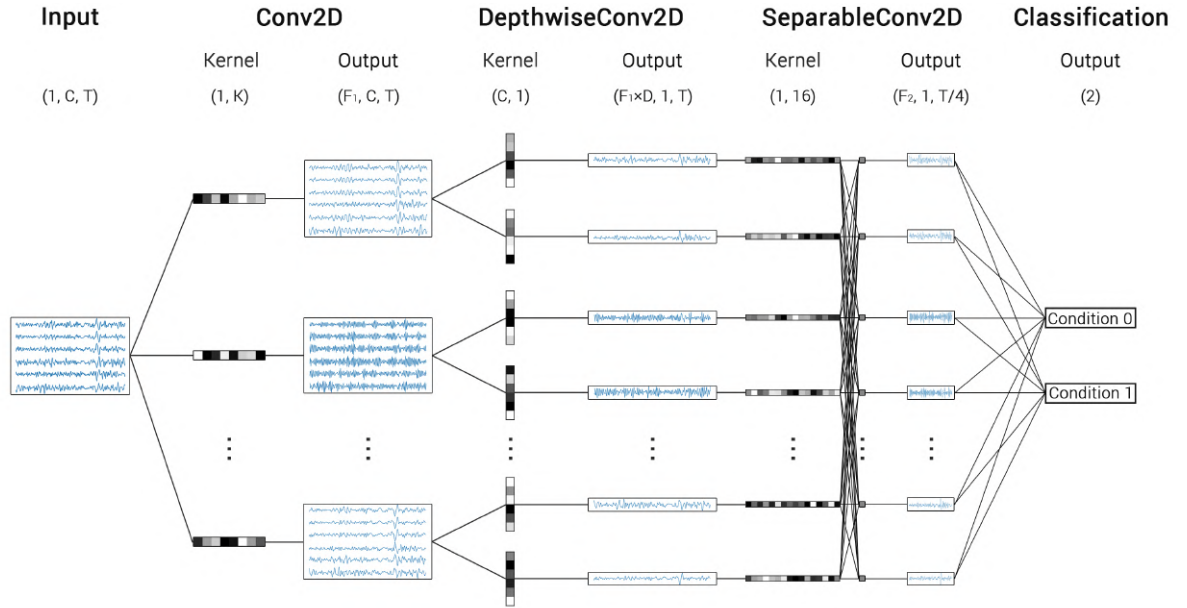 Input Conv2D DepthwiseConv2D SeparableConv2D Classification
Kernel Output Kernel Output Kernel Output Output
(1, C, T) (1, K) (F₁, C, T) (C, 1) (F₁×D, 1, T) (1, 16) (F₂, 1, T/4) (2)
Condition 0
Condition 1